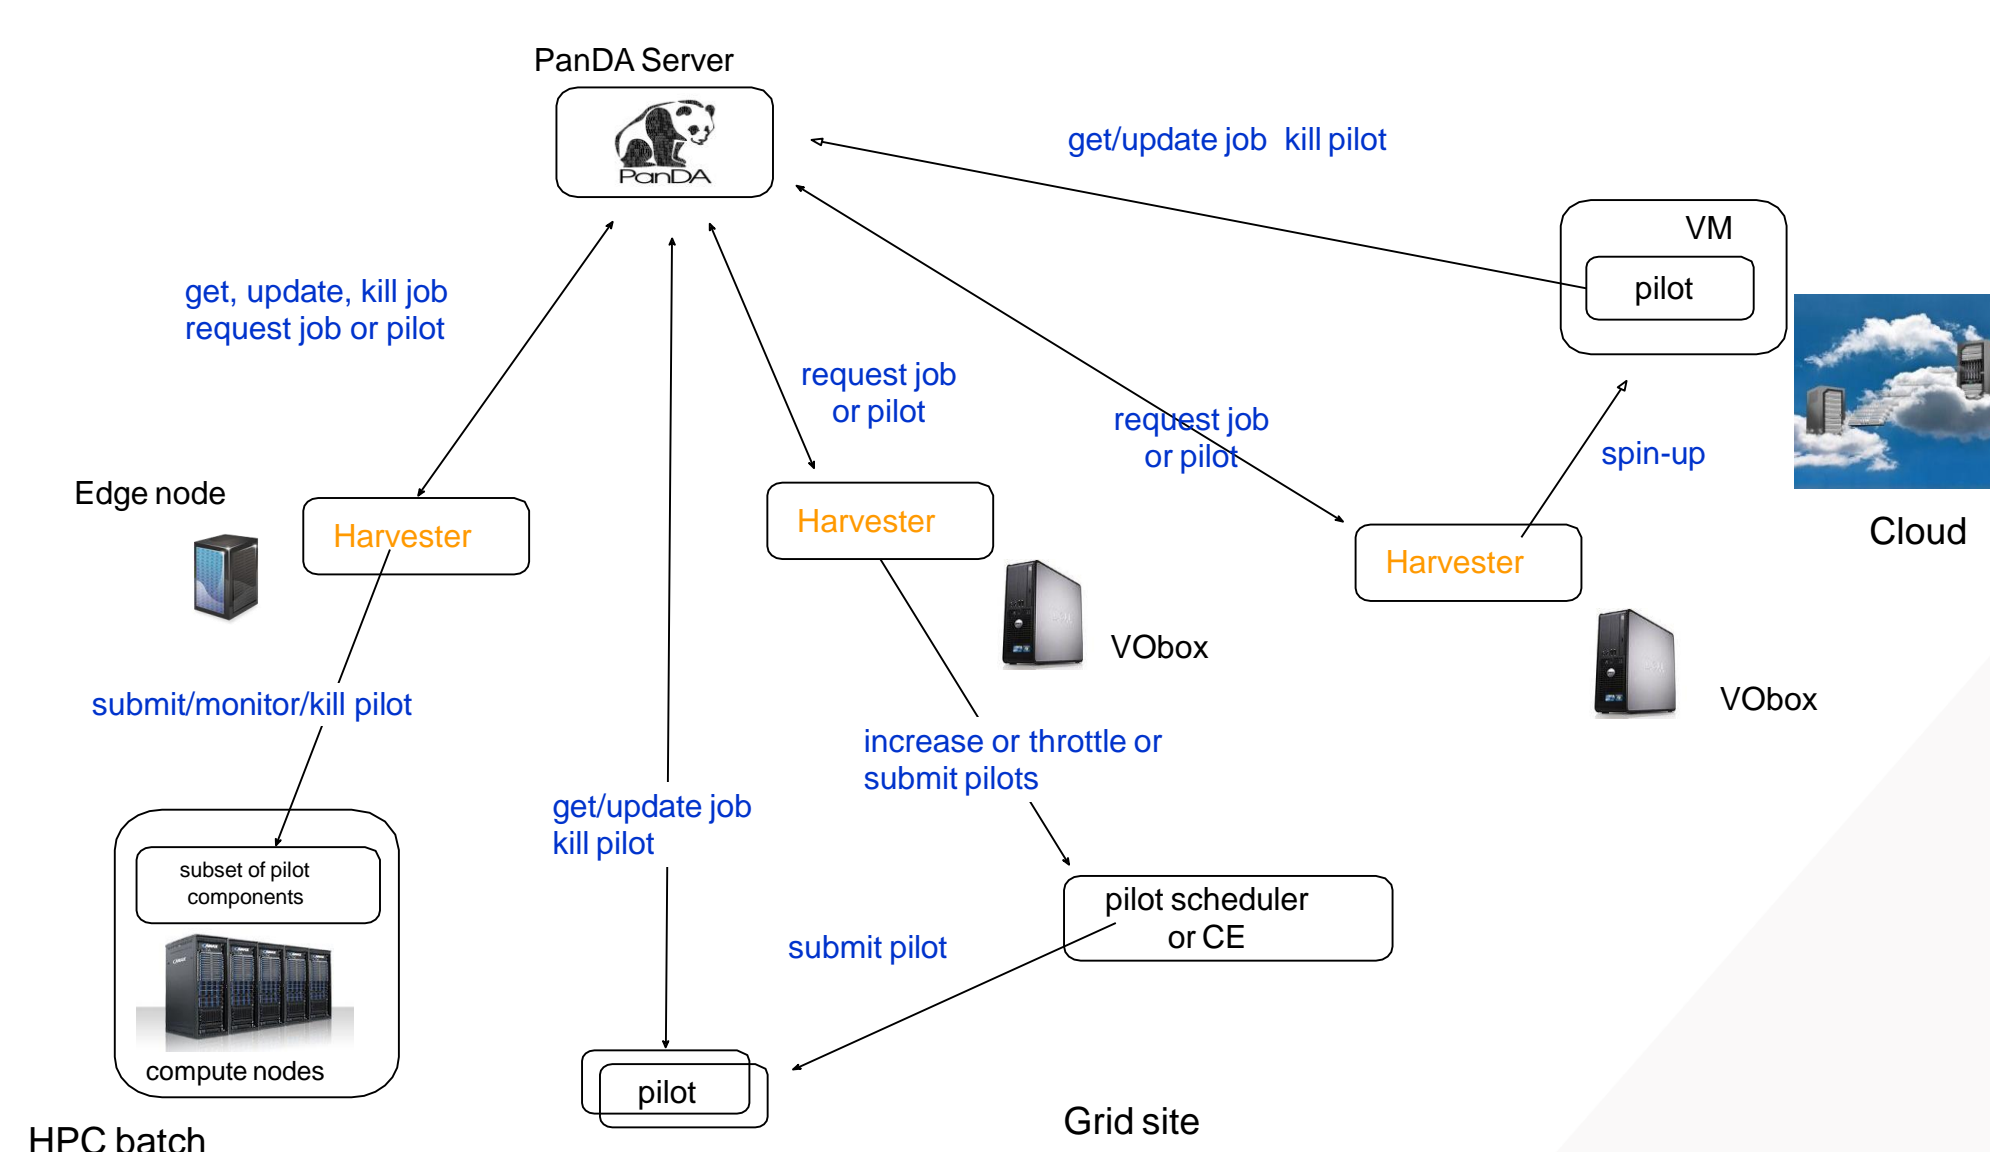 PanDA Server
PanDA
get/update job  kill pilot
VM
pilot
get, update, kill job
request job or pilot
request job
or pilot
request job
or pilot
spin-up
Edge node
Harvester
Harvester
Harvester
Cloud
VObox
VObox
submit/monitor/kill pilot
increase or throttle or
submit pilots
get/update job
kill pilot
subset of pilot
components
pilot scheduler
or CE
submit pilot
compute nodes
pilot
Grid site
HPC batch